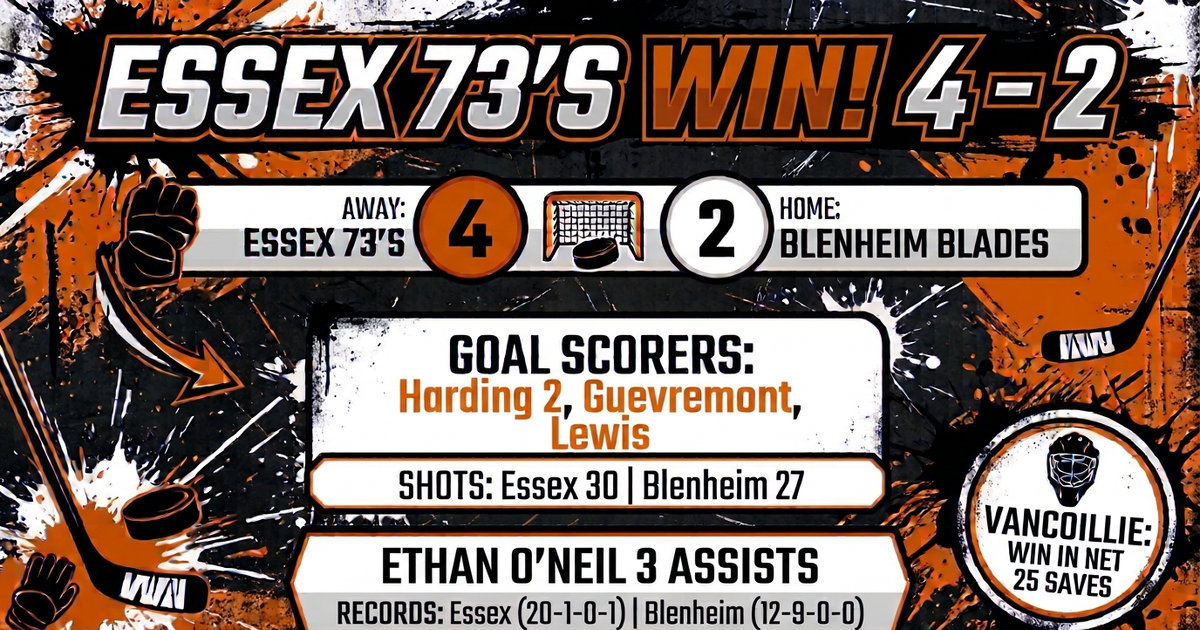 ESSEX 73'S WIN! 4-2
AWAY:
ESSEX 73'S
4
2
HOME:
BLENHEIM BLADES
GOAL SCORERS:
Harding 2, Guevremont,
Lewis
SHOTS: Essex 30 | Blenheim 27
ETHAN O'NEIL 3 ASSISTS
RECORDS: Essex (20-1-0-1) | Blenheim (12-9-0-0)
VANCOILLIE:
WIN IN NET
25 SAVES